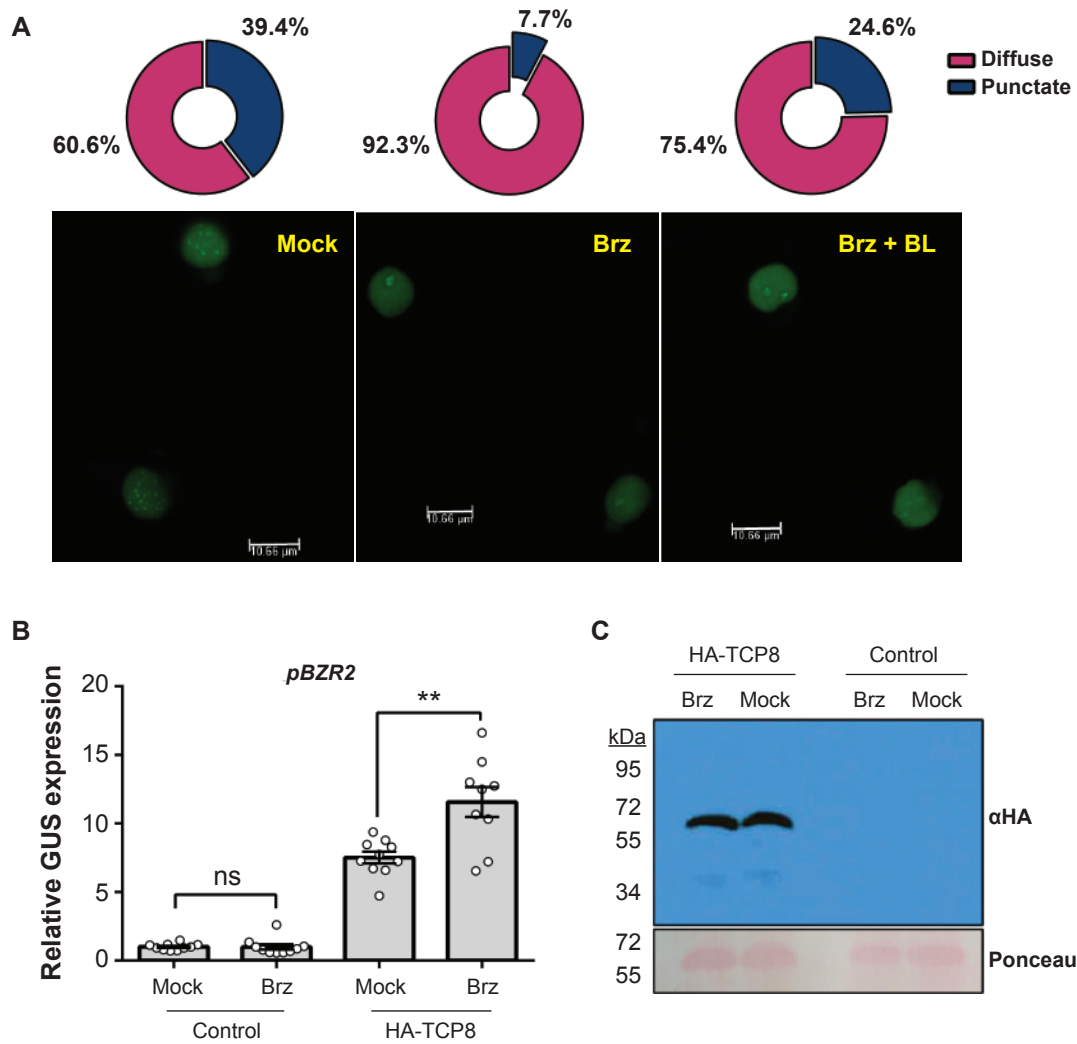 A
39.4%
60.6%
7.7%
92.3%
24.6%
75.4%
Diffuse
Punctate
Mock
10.66 µm
Brz
10.66 µm
Brz + BL
10.66 µm
B
pBZR2
Relative GUS expression
20
15
10
5
0
ns
**
Mock Brz Mock Brz
Control HA-TCP8
C
HA-TCP8 Control
Brz Mock Brz Mock
kDa
95
72
55
34
αHA
72
55
Ponceau